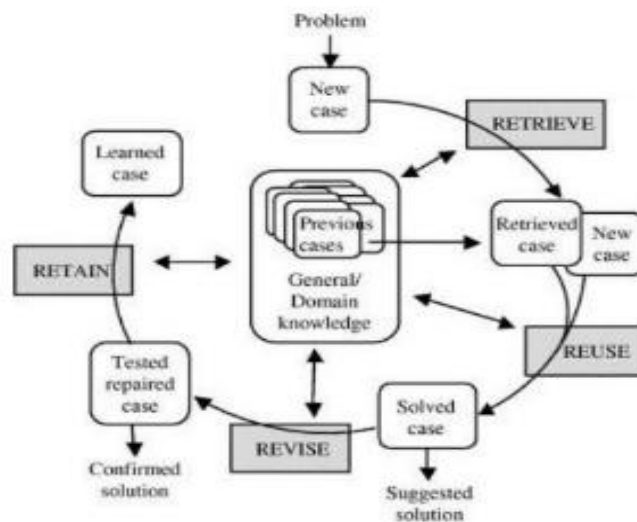 Problem
New
case
RETRIEVE
Learned
case
Previous
cases
Retrieved
case
New
case
RETAIN
General/
Domain
knowledge
REUSE
Tested
repaired
case
Solved
case
REVISE
Confirmed
solution
Suggested
solution